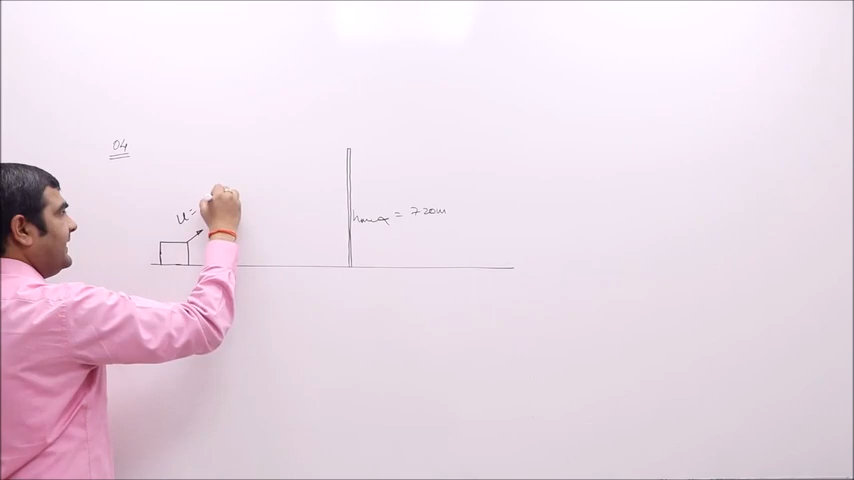 04
u=
hmax = 720m